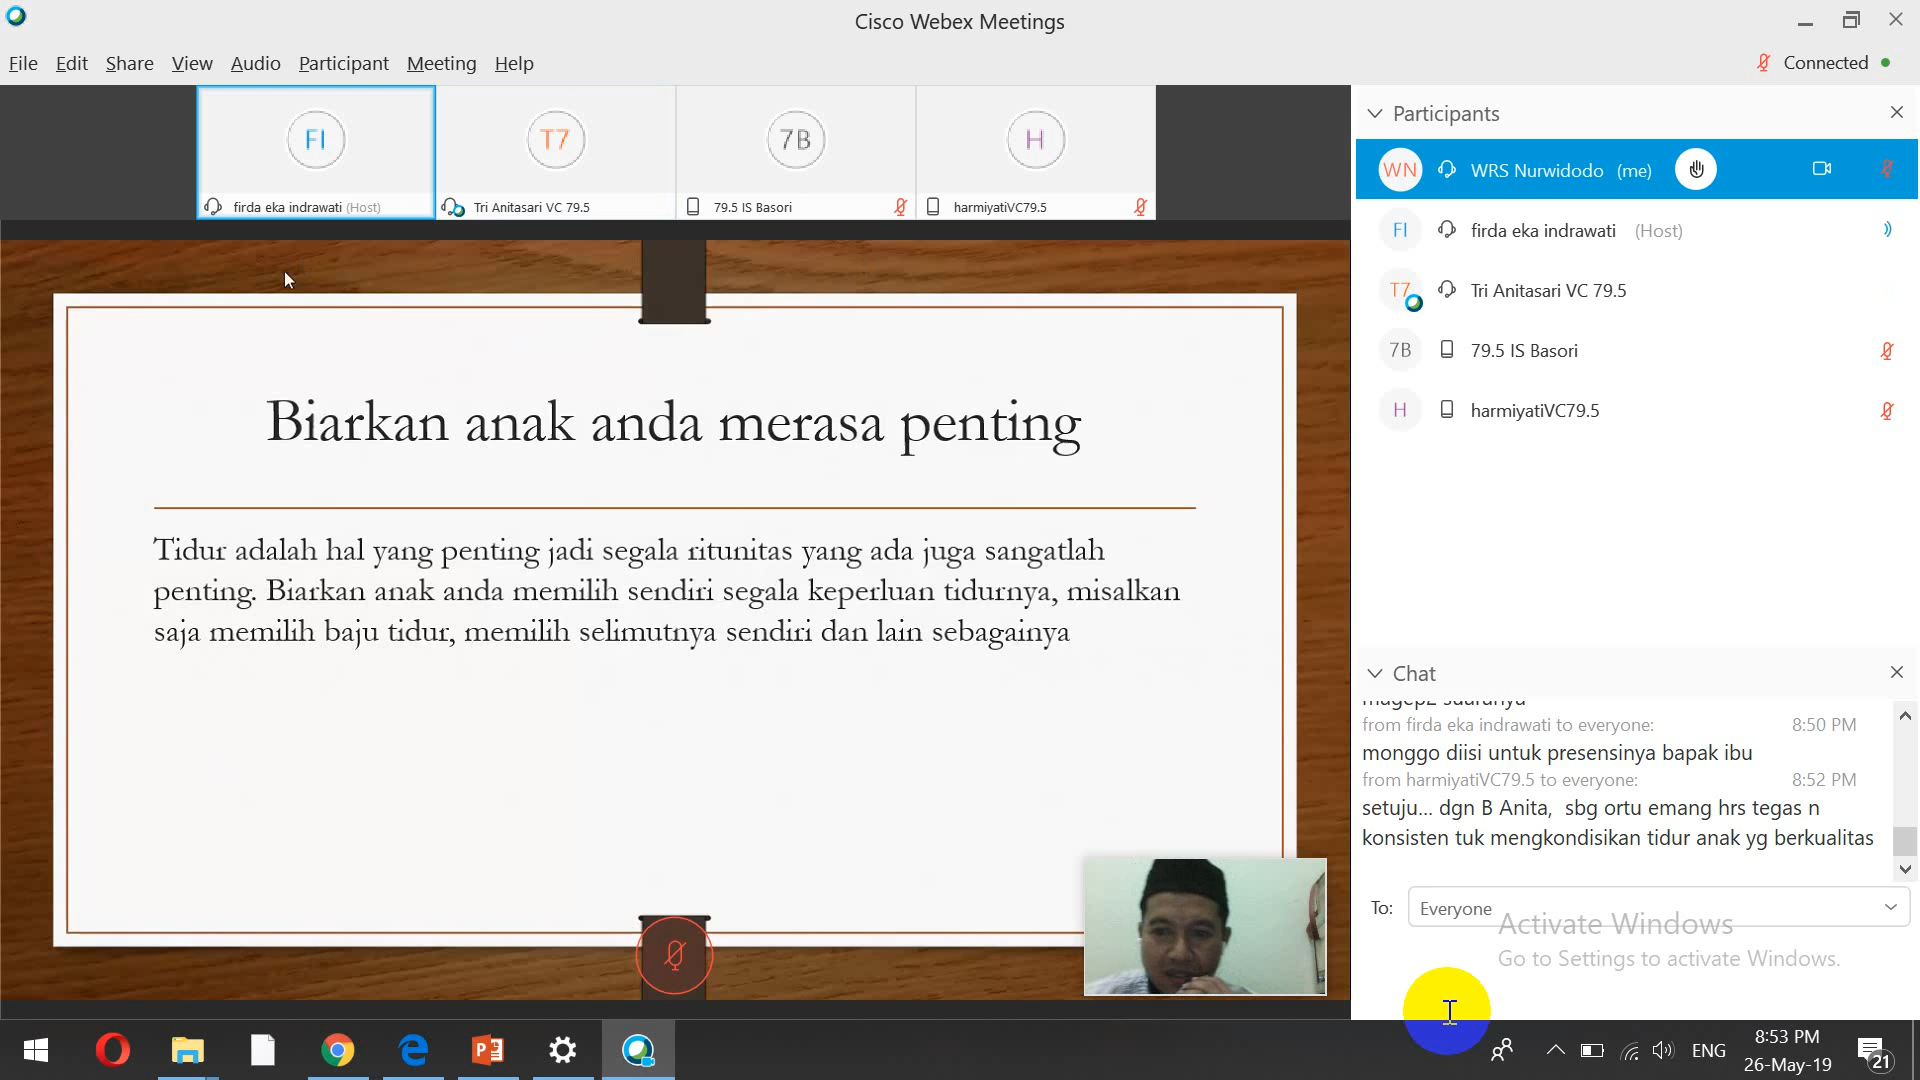 Cisco Webex Meetings
File Edit Share View Audio Participant Meeting Help
Connected
FI
T7
7B
H
firda eka indrawati (Host)
Tri Anitasari VC 79.5
79.5 IS Basori
harmiyatiVC79.5
Biarkan anak anda merasa penting
Tidur adalah hal yang penting jadi segala ritunitas yang ada juga sangatlah
penting. Biarkan anak anda memilih sendiri segala keperluan tidurnya, misalkan
saja memilih baju tidur, memilih selimutnya sendiri dan lain sebagainya
Participants
WN WRS Nurwidodo (me)
FI firda eka indrawati (Host)
T7 Tri Anitasari VC 79.5
7B 79.5 IS Basori
H harmiyatiVC79.5
Chat
from firda eka indrawati to everyone: 8:50 PM
monggo diisi untuk presensinya bapak ibu
from harmiyatiVC79.5 to everyone: 8:52 PM
setuju... dgn B Anita, sbg ortu emang hrs tegas n
konsisten tuk mengkondisikan tidur anak yg berkualitas
To: Everyone
Activate Windows
Go to Settings to activate Windows.
ENG
8:53 PM
26-May-19
21